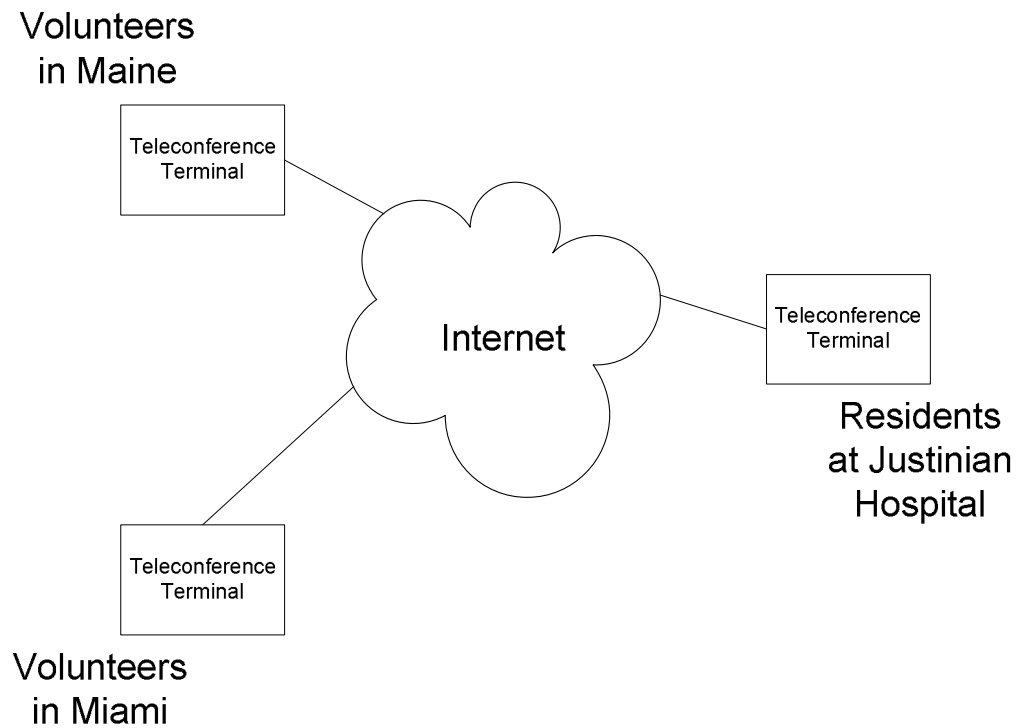 Volunteers
in Maine
Teleconference
Terminal
Internet
Teleconference
Terminal
Residents
at Justinian
Hospital
Teleconference
Terminal
Volunteers
in Miami